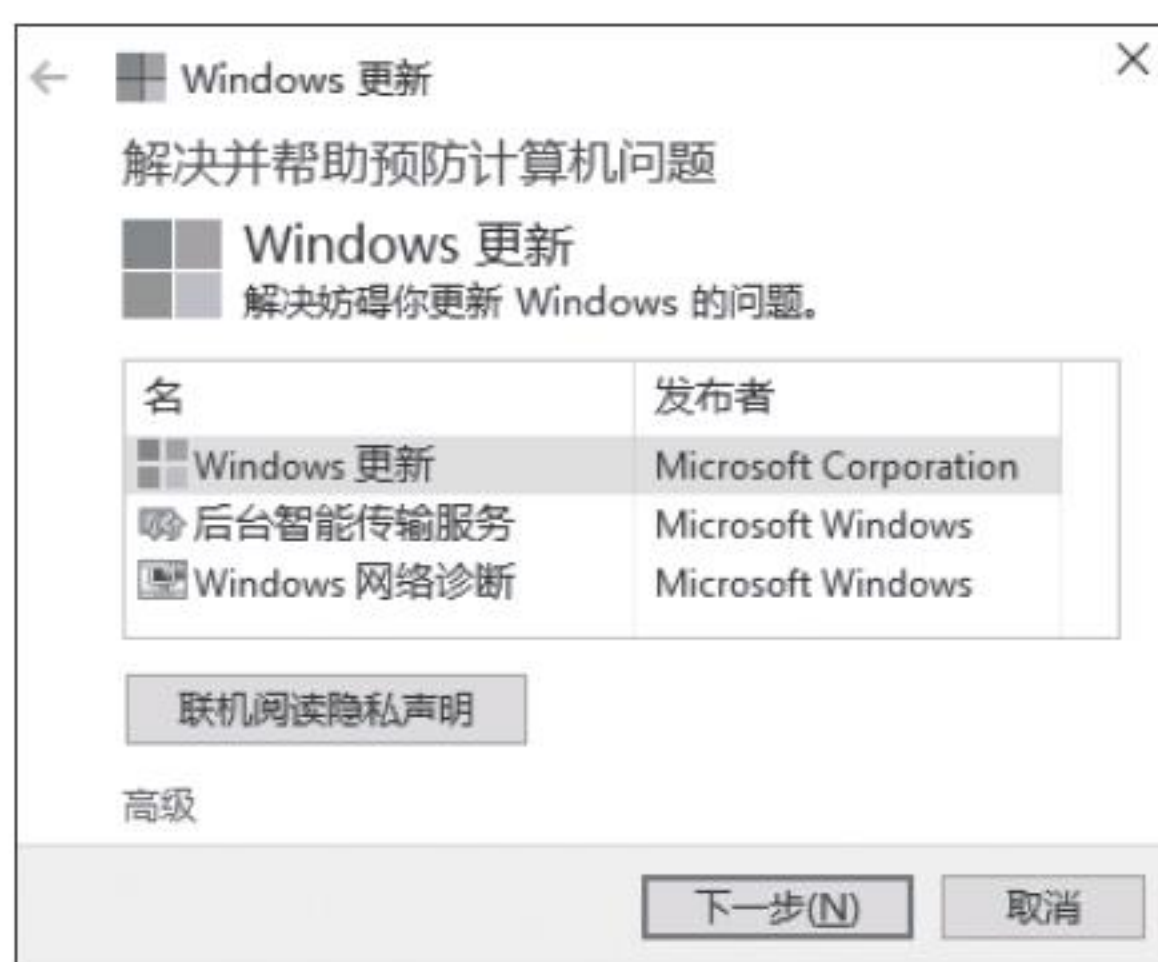 Windows 更新
解决并帮助预防计算机问题
Windows 更新
解决妨碍你更新 Windows 的问题。
名 发布者
Windows 更新 Microsoft Corporation
后台智能传输服务 Microsoft Windows
Windows 网络诊断 Microsoft Windows
联机阅读隐私声明
高级
下一步(N) 取消